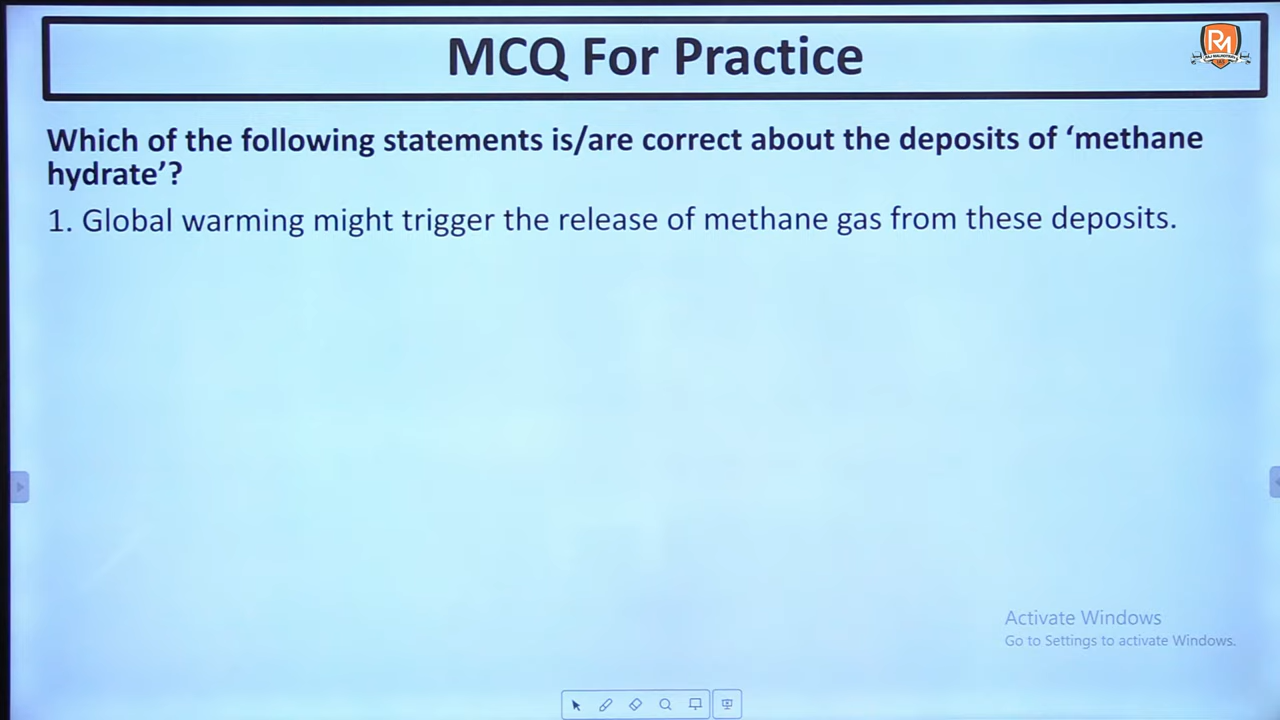 MCQ For Practice
RM
Which of the following statements is/are correct about the deposits of ‘methane
hydrate’?
1. Global warming might trigger the release of methane gas from these deposits.
Activate Windows
Go to Settings to activate Windows.